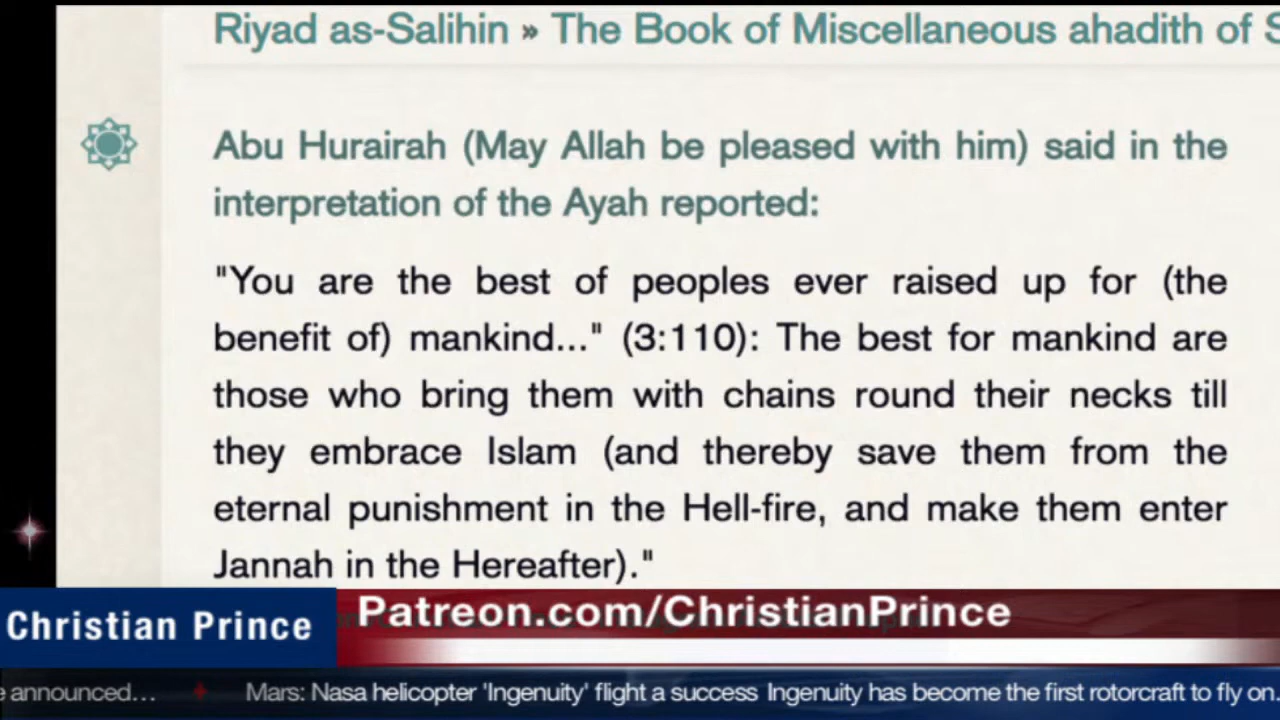 Riyad as-Salihin » The Book of Miscellaneous ahadith of S
Abu Hurairah (May Allah be pleased with him) said in the
interpretation of the Ayah reported:
"You are the best of peoples ever raised up for (the
benefit of) mankind..." (3:110): The best for mankind are
those who bring them with chains round their necks till
they embrace Islam (and thereby save them from the
eternal punishment in the Hell-fire, and make them enter
Jannah in the Hereafter)."
Patreon.com/ChristianPrince
Christian Prince
e announced... Mars: Nasa helicopter 'Ingenuity' flight a success Ingenuity has become the first rotorcraft to fly on.